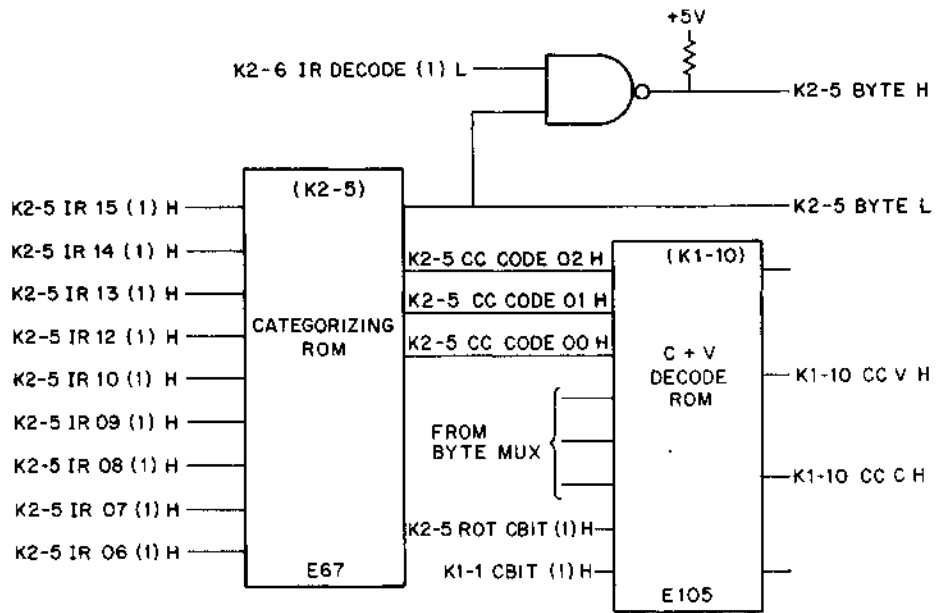 +5V
K2-6 IR DECODE (1) L
K2-5 BYTE H
(K2-5)
K2-5 IR 15 (1) H
K2-5 BYTE L
K2-5 IR 14 (1) H
K2-5 CC CODE 02 H
(K1-10)
K2-5 IR 13 (1) H
K2-5 CC CODE 01 H
K2-5 IR 12 (1) H
CATEGORIZING
ROM
K2-5 CC CODE 00 H
C + V
DECODE
ROM
K2-5 IR 10 (1) H
K1-10 CC V H
K2-5 IR 09 (1) H
FROM
BYTE MUX
K2-5 IR 08 (1) H
K1-10 CC C H
K2-5 IR 07 (1) H
K2-5 ROT CBIT (1) H
K2-5 IR 06 (1) H
K1-1 CBIT (1) H
E67
E105